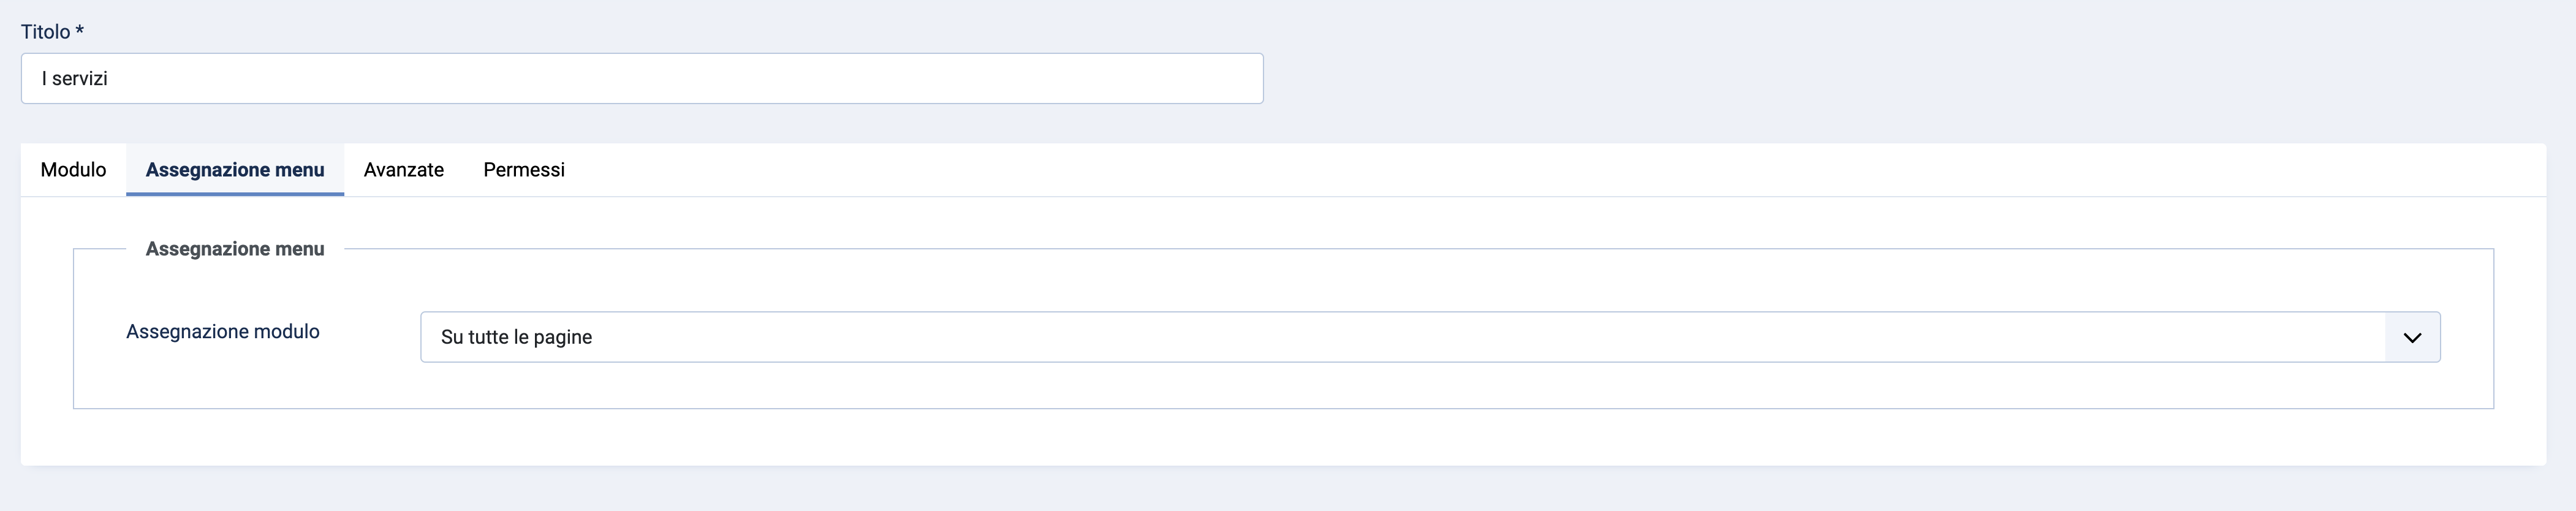 Titolo *
I servizi
Modulo Assegnazione menu Avanzate Permessi
Assegnazione menu
Assegnazione modulo Su tutte le pagine